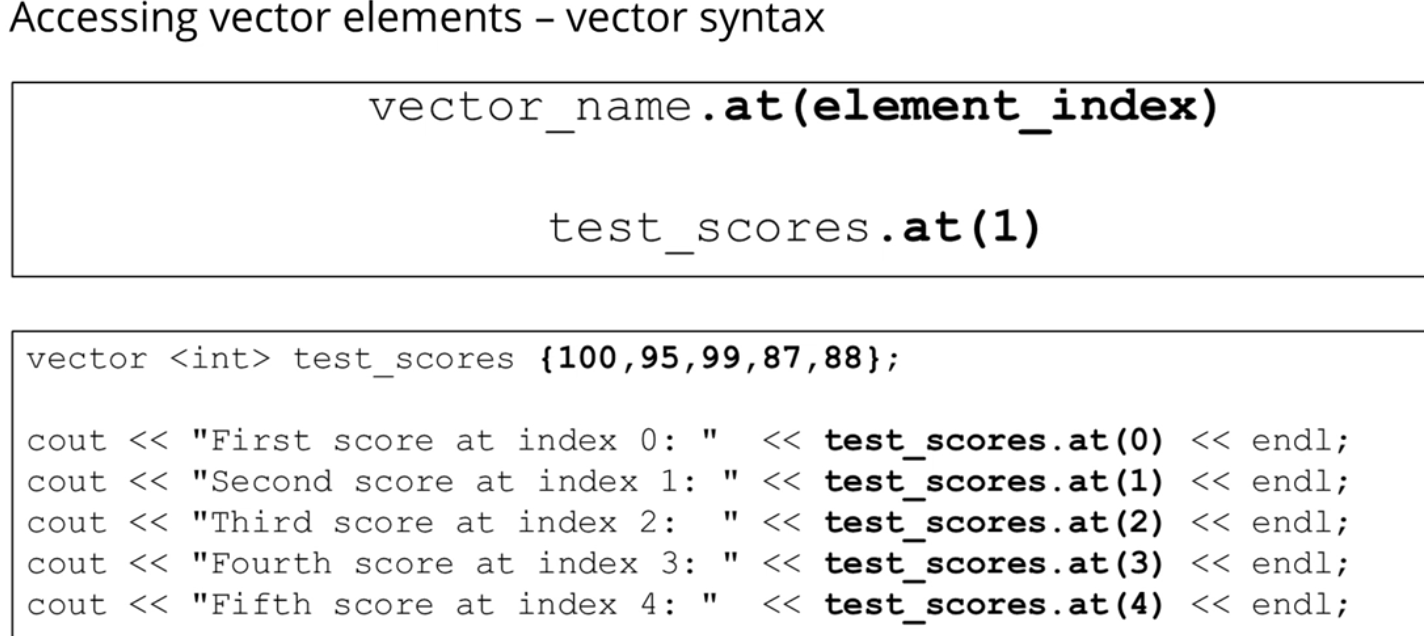 Accessing vector elements – vector syntax
vector_name.at(element_index)
test_scores.at(1)
vector <int> test_scores {100,95,99,87,88};
cout << "First score at index 0: "  << test_scores.at(0) << endl;
cout << "Second score at index 1: " << test_scores.at(1) << endl;
cout << "Third score at index 2:  " << test_scores.at(2) << endl;
cout << "Fourth score at index 3: " << test_scores.at(3) << endl;
cout << "Fifth score at index 4: "  << test_scores.at(4) << endl;